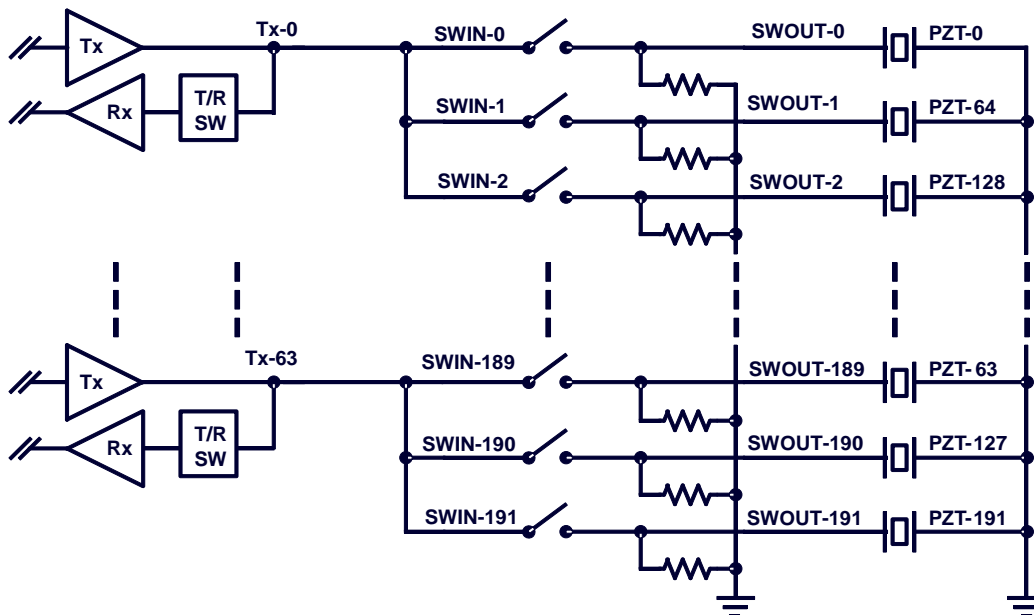 Tx
Tx-0
SWIN-0
SWOUT-0
PZT-0
Rx
T/R
SW
SWIN-1
SWOUT-1
PZT-64
SWIN-2
SWOUT-2
PZT-128
Tx
Tx-63
SWIN-189
SWOUT-189
PZT- 63
Rx
T/R
SW
SWIN-190
SWOUT-190
PZT-127
SWIN-191
SWOUT-191
PZT-191